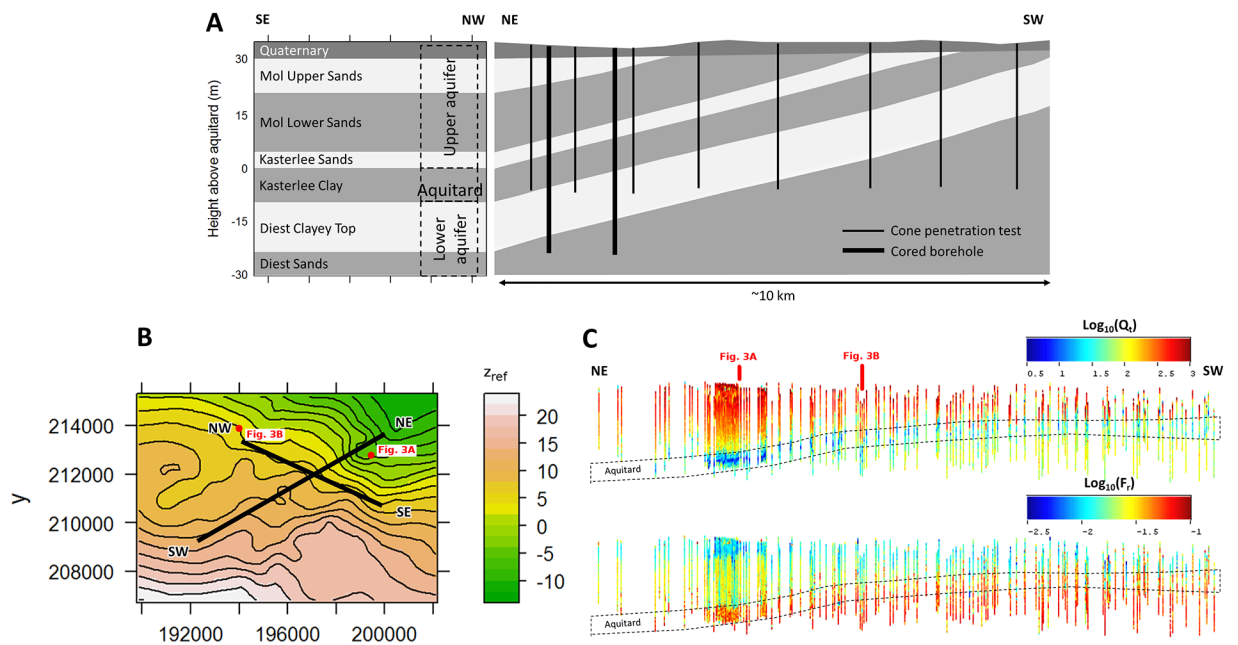 A
SE
NW
NE
SW
Quaternary
Mol Upper Sands
Mol Lower Sands
Kasterlee Sands
Kasterlee Clay
Diest Clayey Top
Diest Sands
Upper aquifer
Aquitard
Lower
aquifer
Height above aquitard (m)
30
15
0
-15
-30
Cone penetration test
Cored borehole
~10 km
B
y
214000
212000
210000
208000
192000
196000
200000
NW
Fig. 3B
NE
Fig. 3A
SE
SW
zref
20
15
10
5
0
-5
-10
C
NE
Fig. 3A
Fig. 3B
SW
Log10(Qt)
0.5 1 1.5 2 2.5 3
Aquitard
Log10(Fr)
-2.5 -2 -1.5 -1
Aquitard